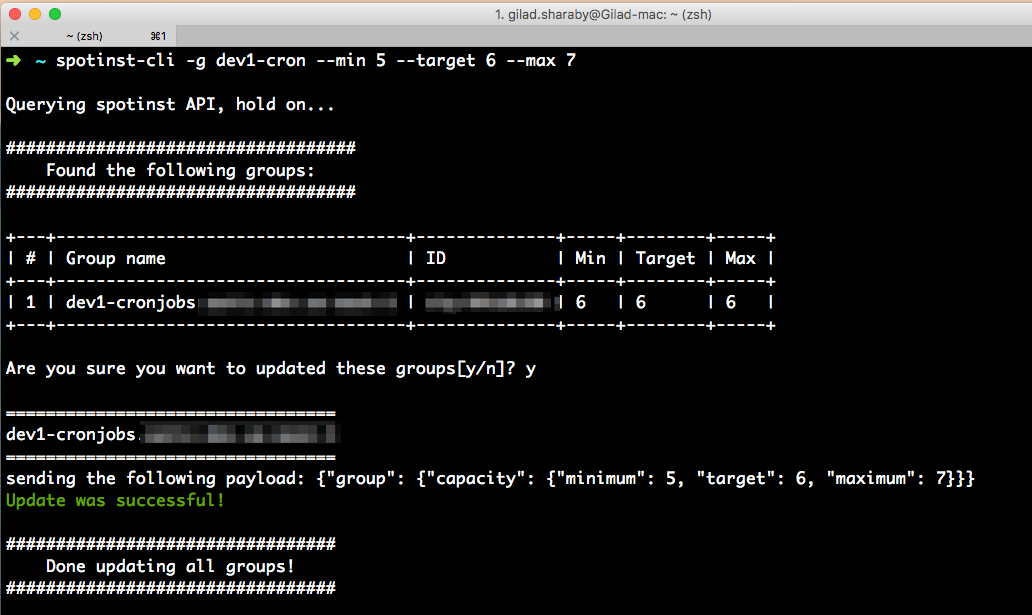 1. gilad.sharaby@Gilad-mac: ~ (zsh)
~ (zsh) ⌘1
➜ ~ spotinst-cli -g dev1-cron --min 5 --target 6 --max 7
Querying spotinst API, hold on...
###################################
Found the following groups:
###################################
+---+-----------------------------------+--------------+-----+--------+-----+
| # | Group name | ID | Min | Target | Max |
+---+-----------------------------------+--------------+-----+--------+-----+
| 1 | dev1-cronjobs | | 6 | 6 | 6 |
+---+-----------------------------------+--------------+-----+--------+-----+
Are you sure you want to updated these groups[y/n]? y
=================================
dev1-cronjobs.
=================================
sending the following payload: {"group": {"capacity": {"minimum": 5, "target": 6, "maximum": 7}}}
Update was successful!
#################################
Done updating all groups!
#################################